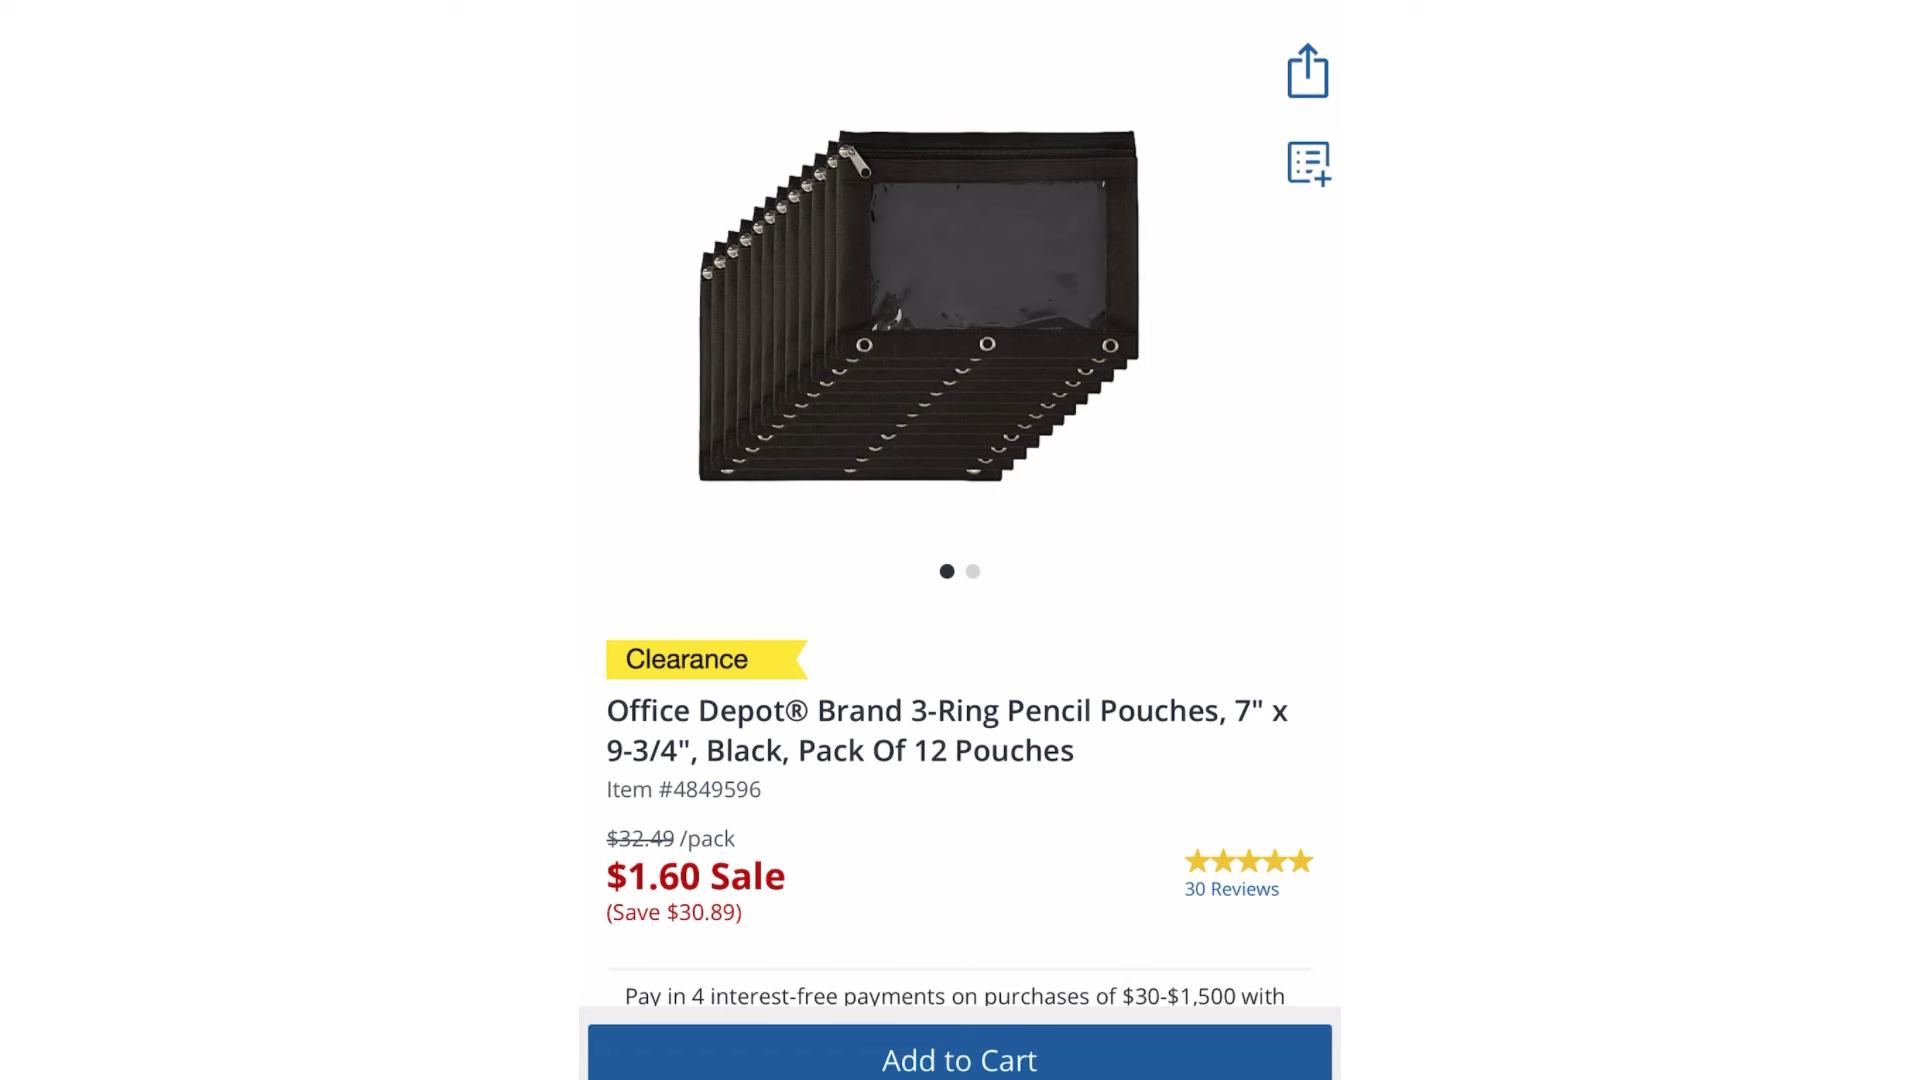 Clearance
Office Depot® Brand 3-Ring Pencil Pouches, 7" x
9-3/4", Black, Pack Of 12 Pouches
Item #4849596
$32.49 /pack
$1.60 Sale
(Save $30.89)
30 Reviews
Pay in 4 interest-free payments on purchases of $30-$1,500 with
Add to Cart